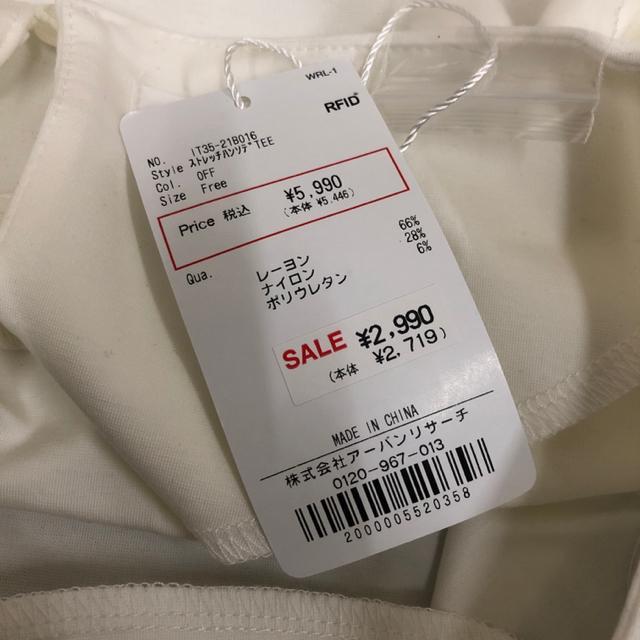 WRL-1
RFID
NO. IT35-21B016
Style ストレッチハンソデTEE
Col. OFF
Size Free
Price 税込 ¥5,990
(本体 ¥5,446)
Qua. レーヨン 66%
ナイロン 28%
ポリウレタン 6%
SALE ¥2,990
(本体 ¥2,719)
MADE IN CHINA
株式会社アーバンリサーチ
0120-967-013
2000005520358